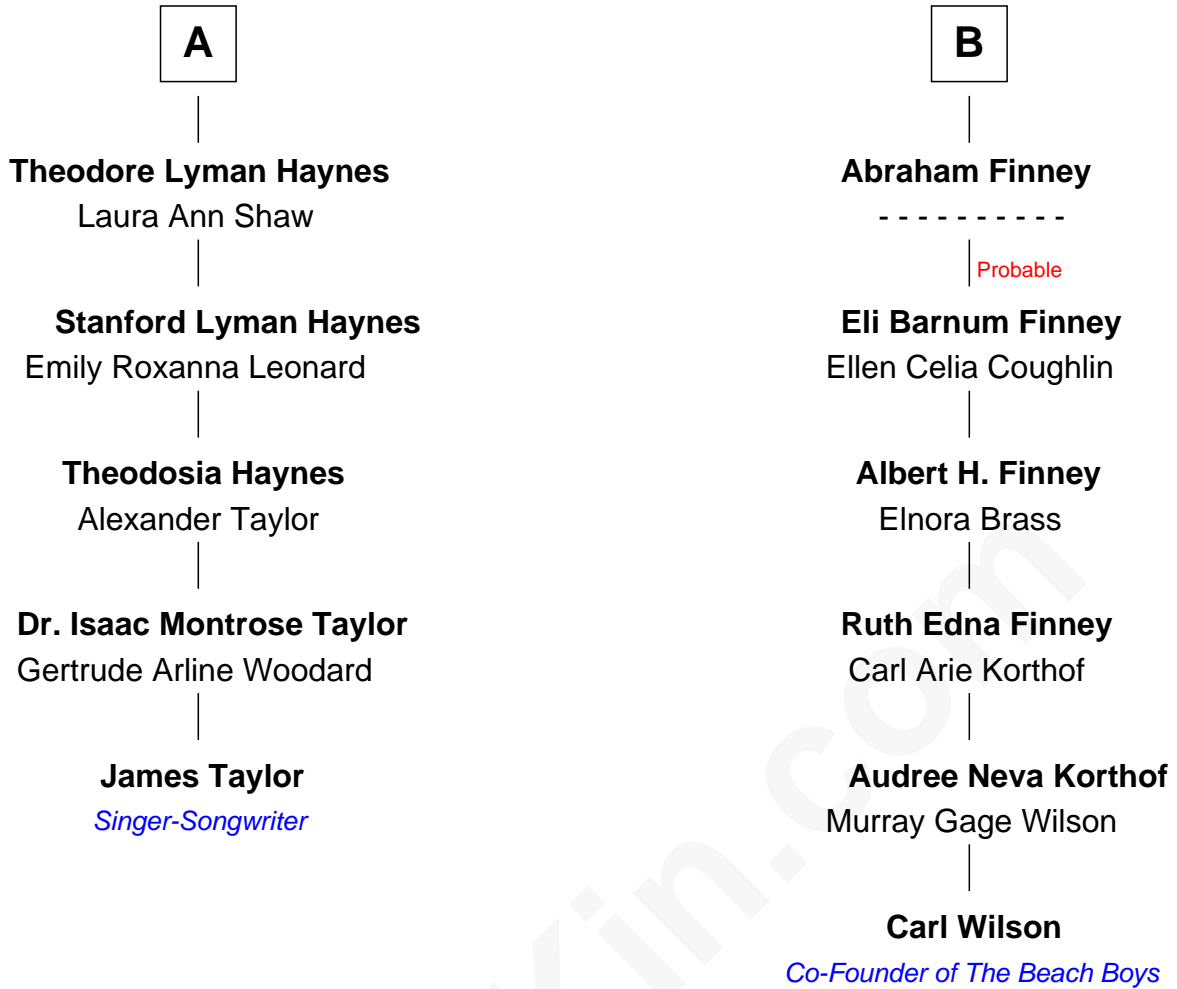 A
Theodore Lyman Haynes
Laura Ann Shaw
Stanford Lyman Haynes
Emily Roxanna Leonard
Theodosia Haynes
Alexander Taylor
Dr. Isaac Montrose Taylor
Gertrude Arline Woodard
James Taylor
Singer-Songwriter
B
Abraham Finney
- - - - - - - - - -
Probable
Eli Barnum Finney
Ellen Celia Coughlin
Albert H. Finney
Elnora Brass
Ruth Edna Finney
Carl Arie Korthof
Audree Neva Korthof
Murray Gage Wilson
Carl Wilson
Co-Founder of The Beach Boys
Kin.com